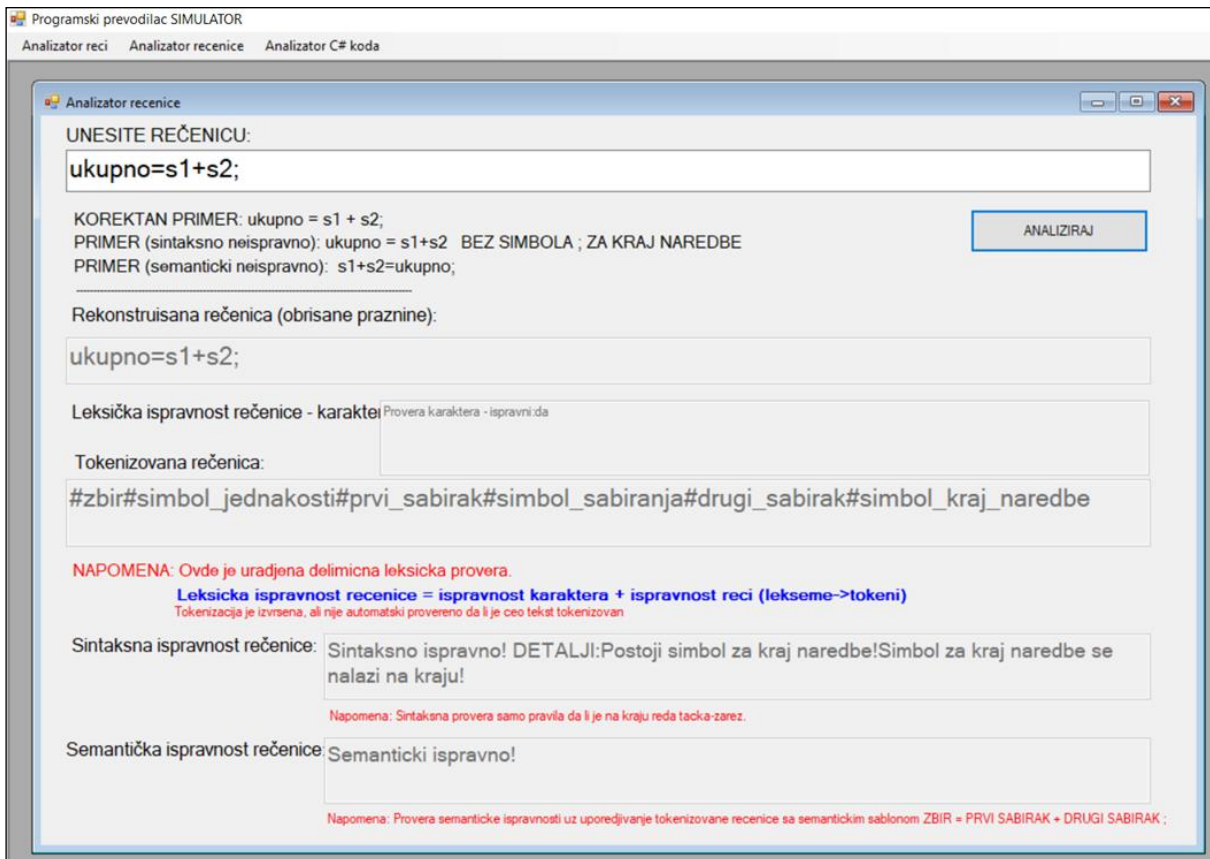 Programski prevodilac SIMULATOR
Analizator reci Analizator recenice Analizator C# koda
Analizator recenice
UNESITE REČENICU:
ukupno=s1+s2;
KOREKTAN PRIMER: ukupno = s1 + s2;
PRIMER (sintaksno neispravno): ukupno = s1+s2 BEZ SIMBOLA ; ZA KRAJ NAREDBE
ANALIZIRAJ
PRIMER (semanticki neispravno): s1+s2=ukupno;
Rekonstruisana rečenica (obrisane praznine):
ukupno=s1+s2;
Leksička ispravnost rečenice - karakter
Provera karaktera - ispravni:da
Tokenizovana rečenica:
#zbir#simbol_jednakosti#prvi_sabirak#simbol_sabiranja#drugi_sabirak#simbol_kraj_naredbe
NAPOMENA: Ovde je uradjena delimicna leksicka provera.
Leksicka ispravnost recenice = ispravnost karaktera + ispravnost reci (lekseme->tokeni)
Tokenizacija je izvrsena, ali nije automatski provereno da li je ceo tekst tokenizovan
Sintaksna ispravnost rečenice:
Sintaksno ispravno! DETALJI:Postoji simbol za kraj naredbe!Simbol za kraj naredbe se
nalazi na kraju!
Napomena: Sintaksna provera samo pravila da li je na kraju reda tacka-zarez.
Semantička ispravnost rečenice:
Semanticki ispravno!
Napomena: Provera semanticke ispravnosti uz uporedjivanje tokenizovane recenice sa semantickim sablonom ZBIR = PRVI SABIRAK + DRUGI SABIRAK ;